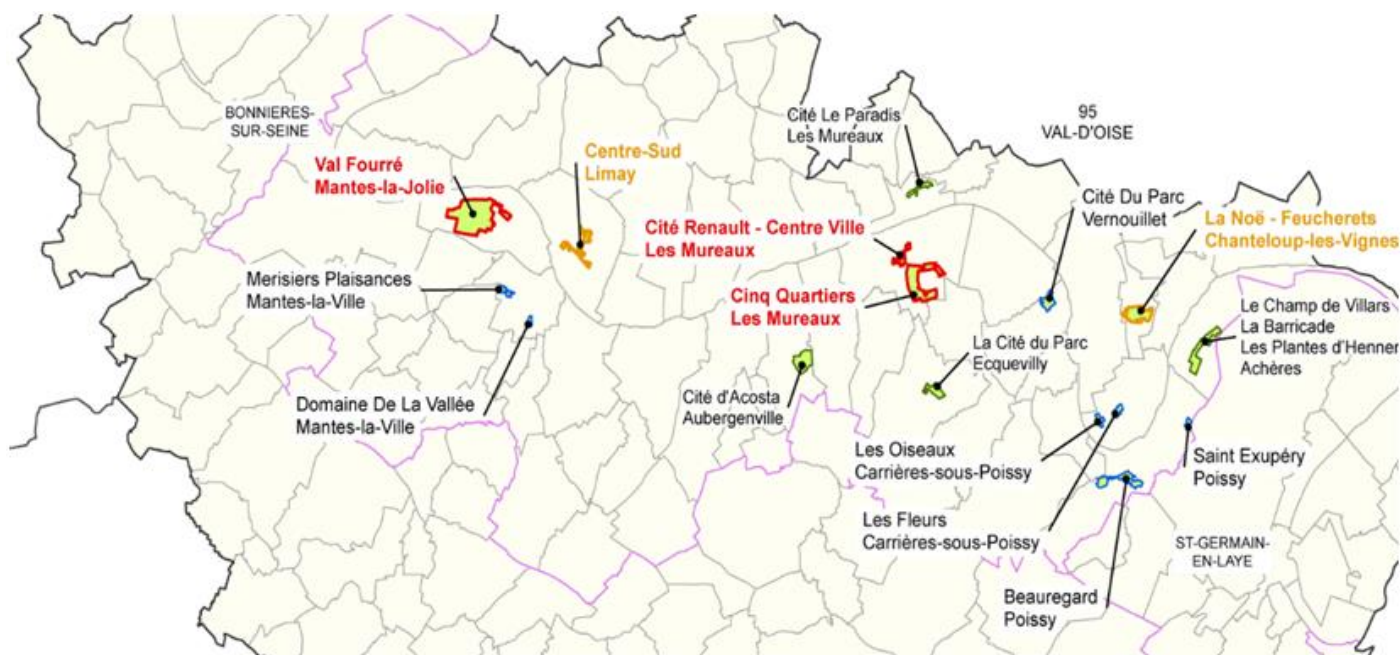 BONNIERES-
SUR-SEINE
Cité Le Paradis
Les Mureaux
95
VAL-D'OISE
Val Fourré
Mantes-la-Jolie
Centre-Sud
Limay
Cité Renault - Centre Ville
Les Mureaux
Cité Du Parc
Vernouillet
La Noë - Feucherets
Chanteloup-les-Vignes
Merisiers Plaisances
Mantes-la-Ville
Cinq Quartiers
Les Mureaux
Le Champ de Villars
La Barricade
Les Plantes d'Henner
Achères
La Cité du Parc
Ecquevilly
Domaine De La Vallée
Mantes-la-Ville
Cité d'Acosta
Aubergenville
Les Oiseaux
Carrières-sous-Poissy
Saint Exupéry
Poissy
Les Fleurs
Carrières-sous-Poissy
ST-GERMAIN-
EN-LAYE
Beauregard
Poissy